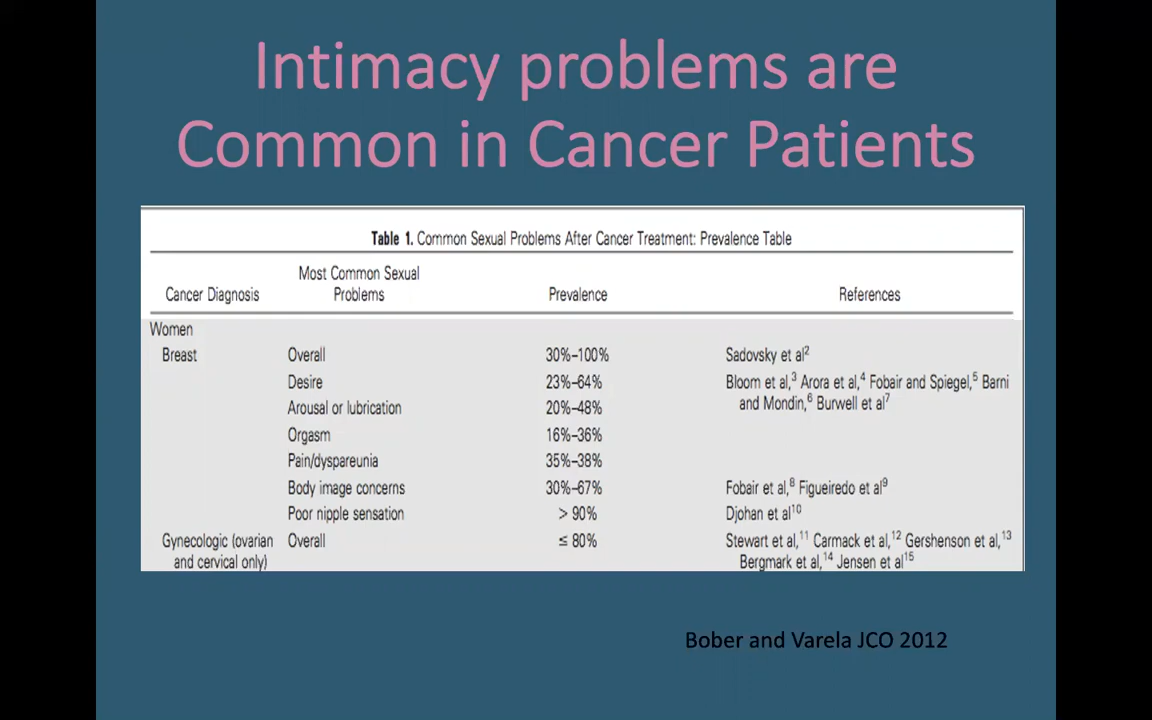 Intimacy problems are
Common in Cancer Patients
Table 1. Common Sexual Problems After Cancer Treatment: Prevalence Table
Most Common Sexual
Cancer Diagnosis Problems Prevalence References
Women
Breast Overall 30%–100% Sadovsky et al²
Desire 23%–64% Bloom et al,³ Arora et al,⁴ Fobair and Spiegel,⁵ Barni
and Mondin,⁶ Burwell et al⁷
Arousal or lubrication 20%–48%
Orgasm 16%–36%
Pain/dyspareunia 35%–38%
Body image concerns 30%–67% Fobair et al,⁸ Figueiredo et al⁹
Poor nipple sensation > 90% Djohan et al¹⁰
Gynecologic (ovarian Overall ≤ 80% Stewart et al,¹¹ Carmack et al,¹² Gershenson et al,¹³
and cervical only) Bergmark et al,¹⁴ Jensen et al¹⁵
Bober and Varela JCO 2012